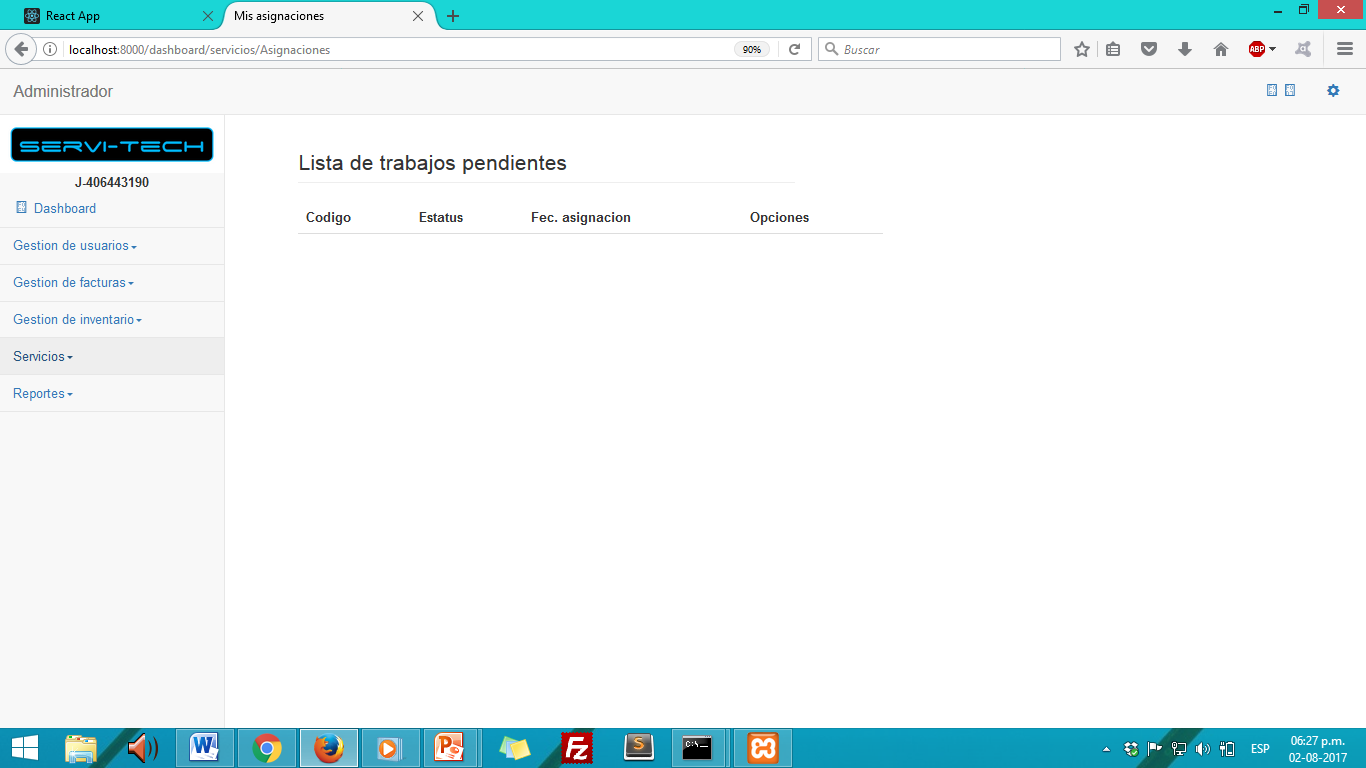 React App
Mis asignaciones
localhost:8000/dashboard/servicios/Asignaciones
90%
Buscar
ABP
Administrador
SERVI-TECH
J-406443190
Dashboard
Gestion de usuarios
Gestion de facturas
Gestion de inventario
Servicios
Reportes
Lista de trabajos pendientes
Codigo Estatus Fec. asignacion Opciones
ESP
06:27 p.m.
02-08-2017